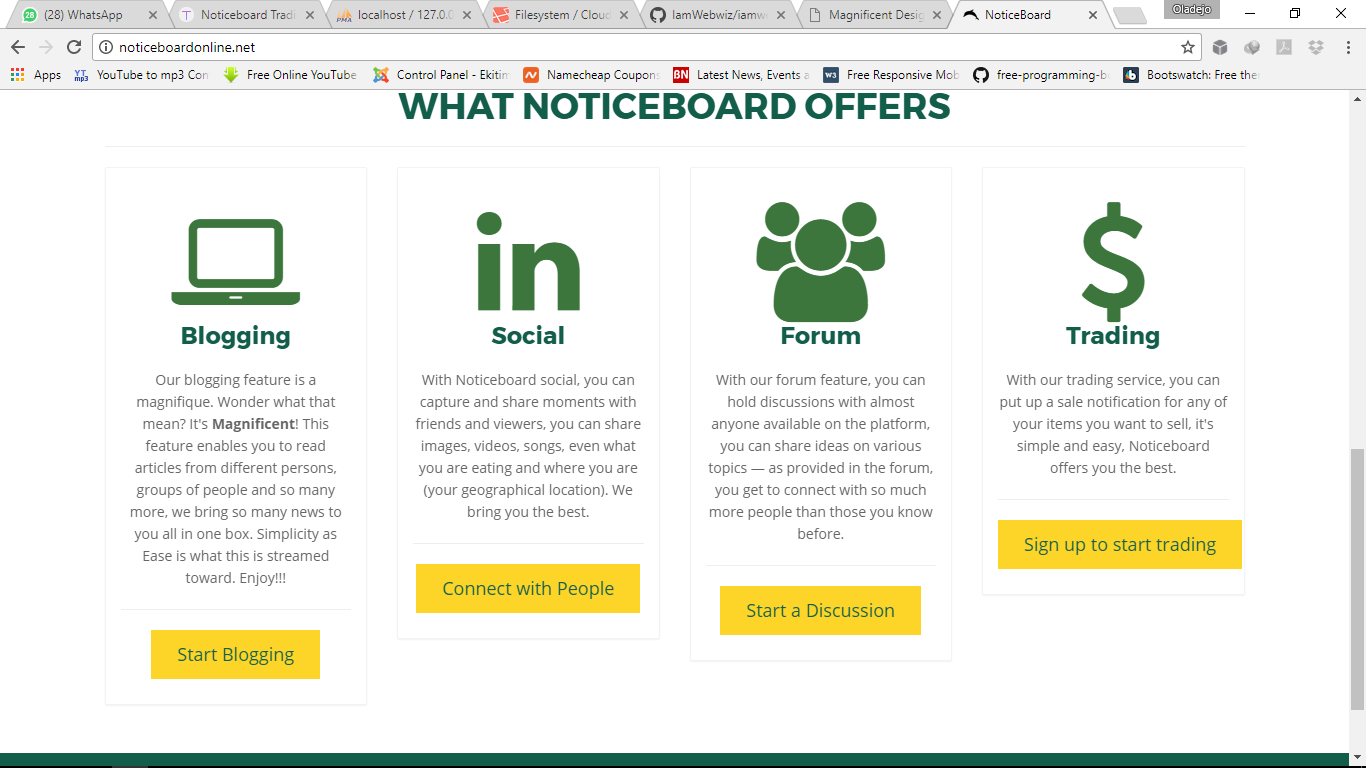 Oladejo
(28) WhatsApp
Noticeboard Tradi
localhost / 127.0.0
Filesystem / Cloud
IamWebwiz/iamwe
Magnificent Desig
NoticeBoard
noticeboardonline.net
Apps
YouTube to mp3 Con
Free Online YouTube
Control Panel - Ekitim
Namecheap Coupons
Latest News, Events a
Free Responsive Mob
free-programming-bo
Bootswatch: Free the
WHAT NOTICEBOARD OFFERS
Blogging
Our blogging feature is a
magnifique. Wonder what that
mean? It's Magnificent! This
feature enables you to read
articles from different persons,
groups of people and so many
more, we bring so many news to
you all in one box. Simplicity as
Ease is what this is streamed
toward. Enjoy!!!
Start Blogging
in
Social
With Noticeboard social, you can
capture and share moments with
friends and viewers, you can share
images, videos, songs, even what
you are eating and where you are
(your geographical location). We
bring you the best.
Connect with People
Forum
With our forum feature, you can
hold discussions with almost
anyone available on the platform,
you can share ideas on various
topics — as provided in the forum,
you get to connect with so much
more people than those you know
before.
Start a Discussion
$
Trading
With our trading service, you can
put up a sale notification for any of
your items you want to sell, it's
simple and easy, Noticeboard
offers you the best.
Sign up to start trading